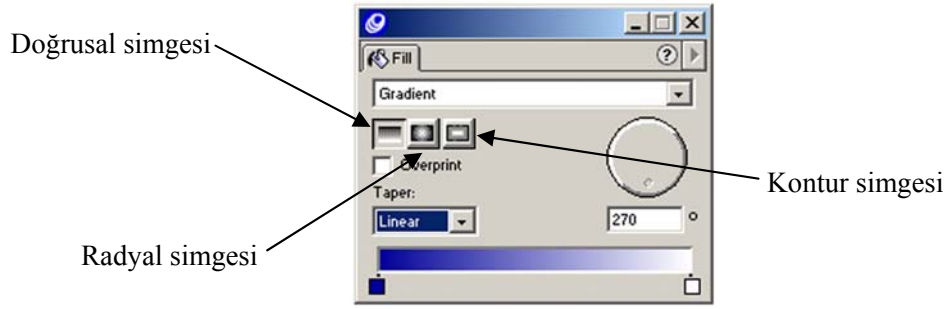 Doğrusal simgesi
Fill
?
Gradient
Overprint
Taper:
Linear
270 °
Kontur simgesi
Radyal simgesi